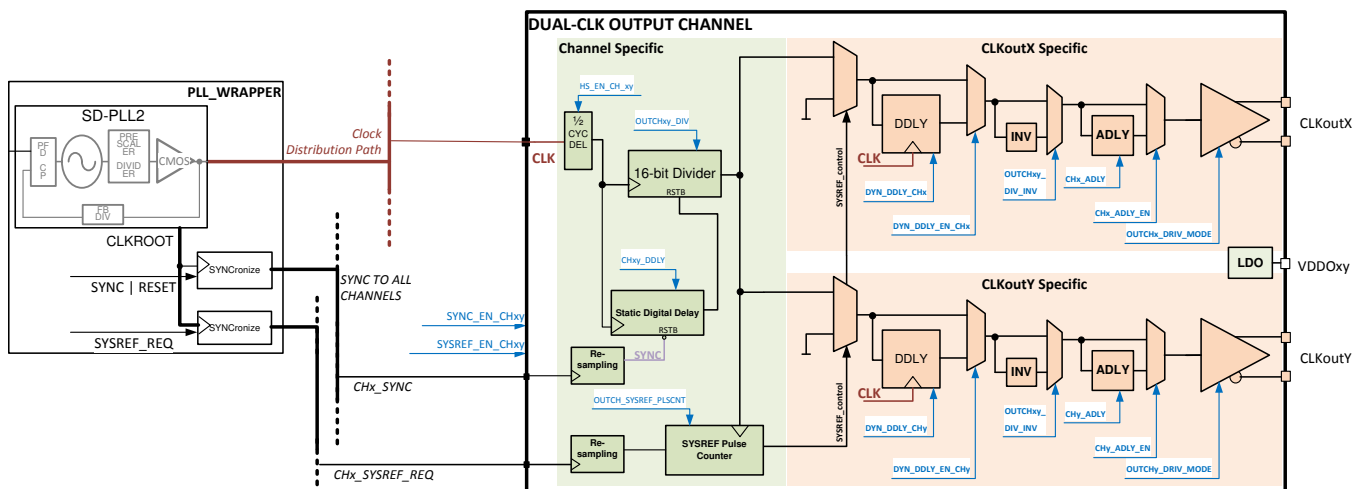 DUAL-CLK OUTPUT CHANNEL
Channel Specific
CLKoutX Specific
PLL_WRAPPER
SD-PLL2
PF
D
CP
PRE
SCAL
ER
DIVID
ER
CMOS
FB
DIV
CLKROOT
SYNCronize
SYNC | RESET
SYNCronize
SYSREF_REQ
Clock
Distribution Path
SYNC TO ALL
CHANNELS
SYNC_EN_CHxy
SYSREF_EN_CHxy
CHx_SYNC
CHx_SYSREF_REQ
HS_EN_CH_xy
½
CYC
DEL
CLK
OUTCHxy_DIV
16-bit Divider
RSTB
CHxy_DDLY
Static Digital Delay
RSTB
Re-
sampling
SYNC
OUTCH_SYSREF_PLSCNT
Re-
sampling
SYSREF Pulse
Counter
SYSREF_control
DDLY
CLK
DYN_DDLY_CHx
DYN_DDLY_EN_CHx
INV
OUTCHxy_
DIV_INV
ADLY
CHx_ADLY
CHx_ADLY_EN
OUTCHx_DRIV_MODE
CLKoutX
LDO
VDDOxy
CLKoutY Specific
SYSREF_control
DDLY
CLK
DYN_DDLY_CHy
DYN_DDLY_EN_CHy
INV
OUTCHxy_
DIV_INV
ADLY
CHy_ADLY
CHy_ADLY_EN
OUTCHy_DRIV_MODE
CLKoutY